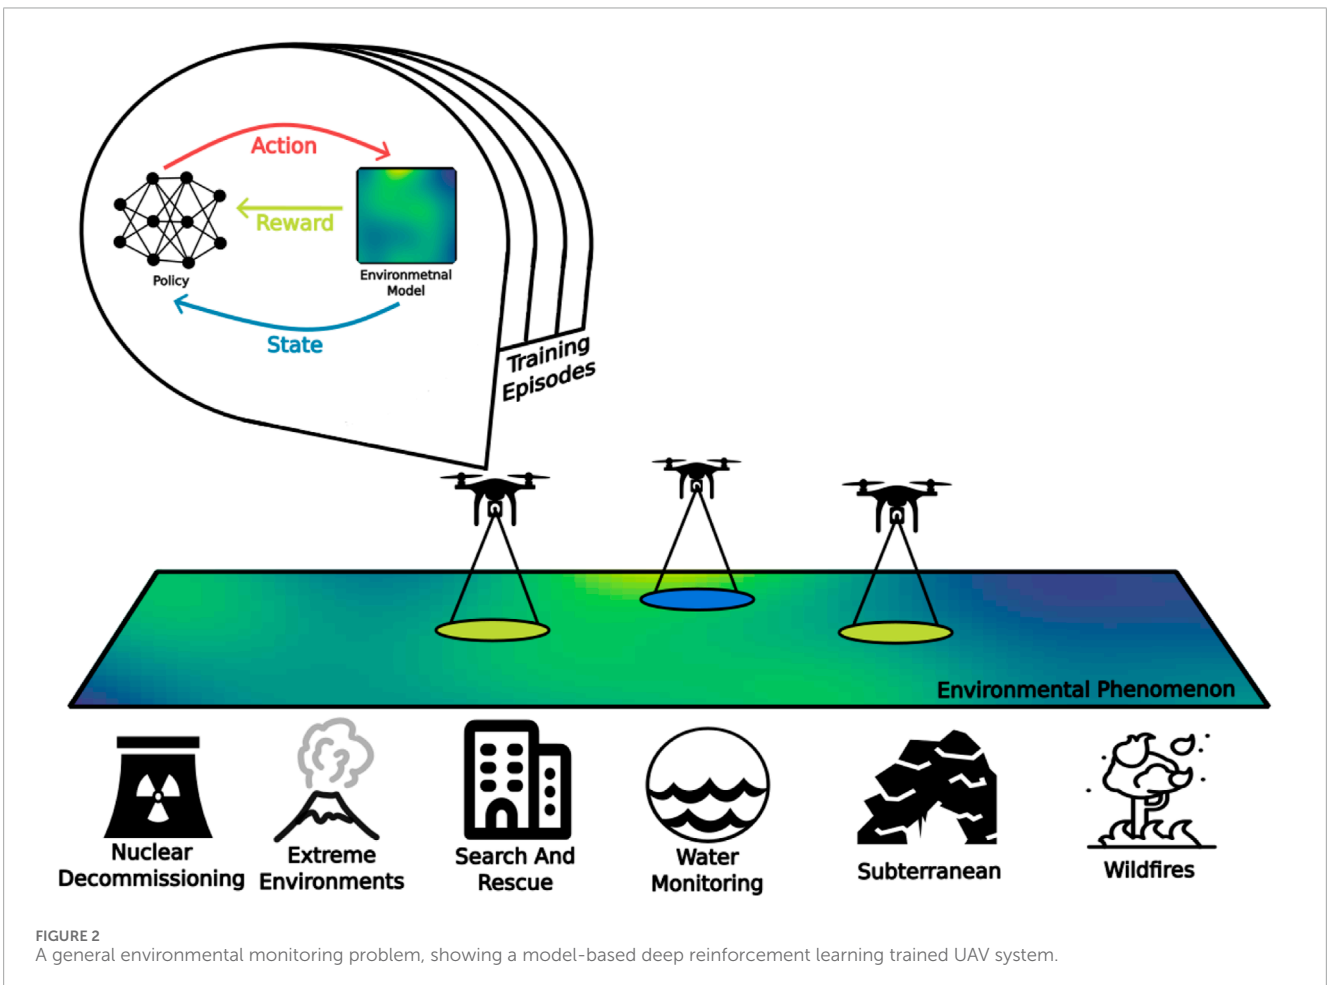 Action
Reward
Policy
Environmetnal
Model
State
Training
Episodes
Environmental Phenomenon
Nuclear
Decommissioning
Extreme
Environments
Search And
Rescue
Water
Monitoring
Subterranean
Wildfires
FIGURE 2
A general environmental monitoring problem, showing a model-based deep reinforcement learning trained UAV system.